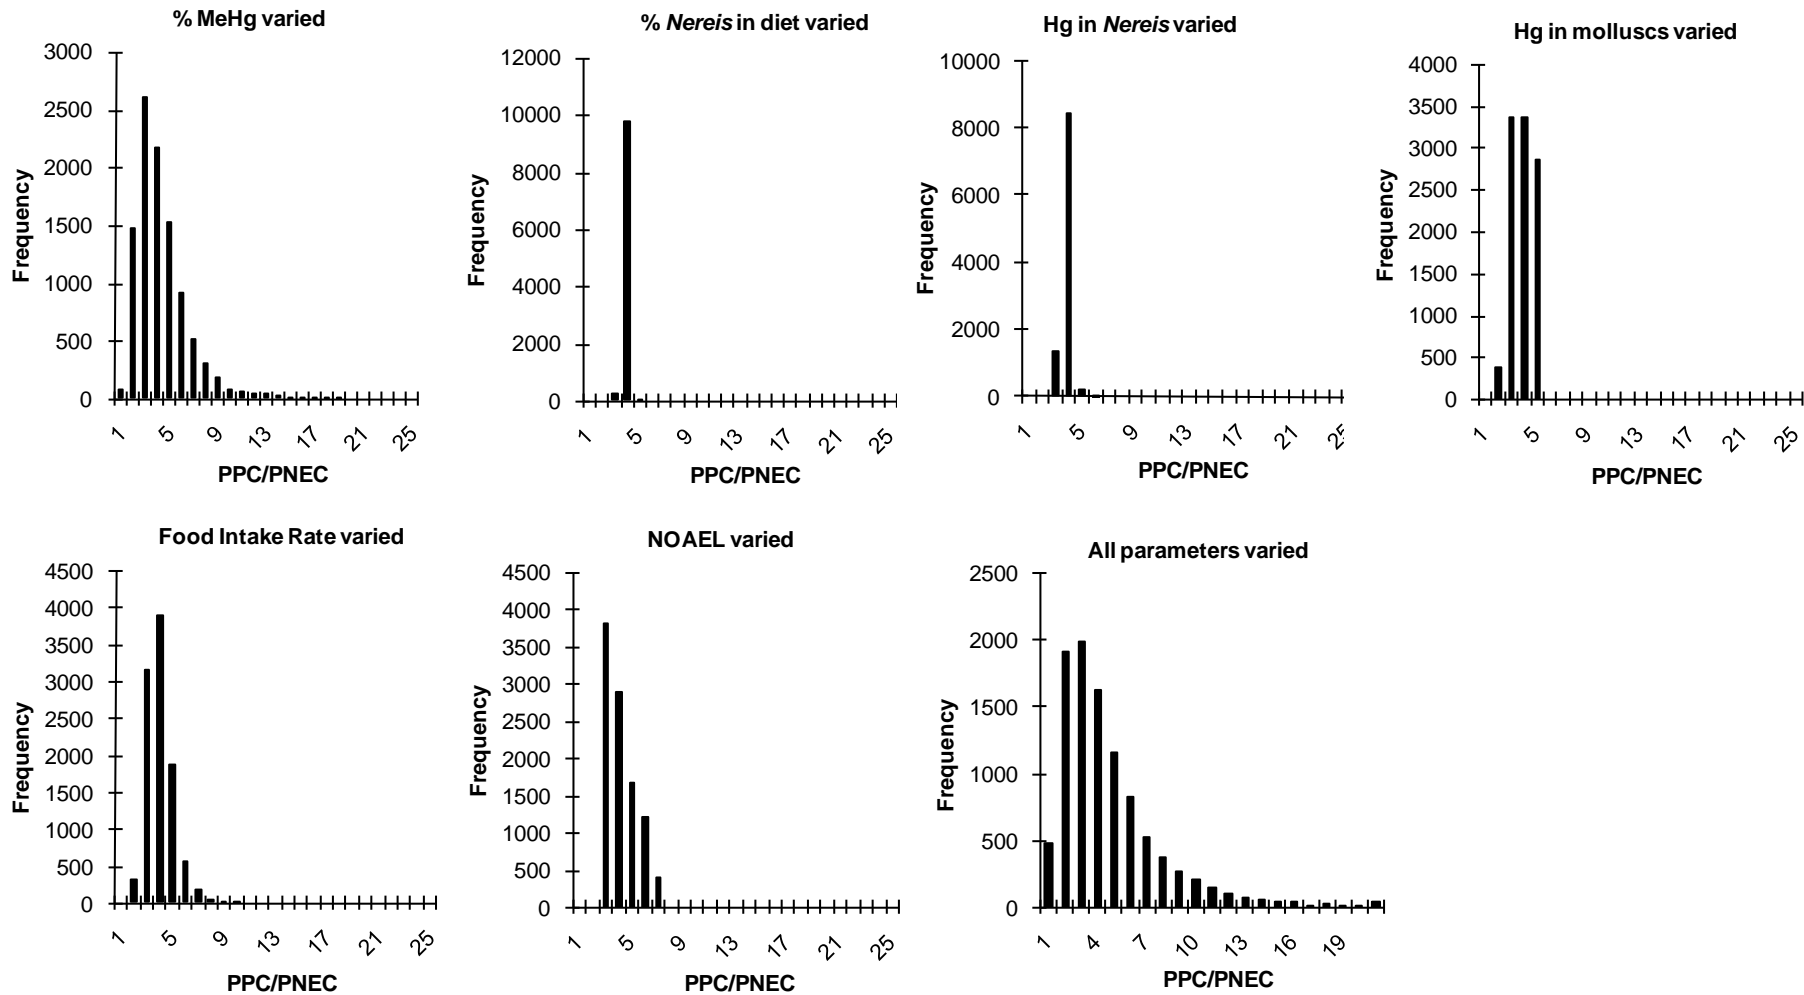 % MeHg varied
3000
2500
2000
1500
1000
500
0
Frequency
1 5 9 13 17 21 25
PPC/PNEC
% Nereis in diet varied
12000
10000
8000
6000
4000
2000
0
Frequency
1 5 9 13 17 21 25
PPC/PNEC
Hg in Nereis varied
10000
8000
6000
4000
2000
0
Frequency
1 5 9 13 17 21 25
PPC/PNEC
Hg in molluscs varied
4000
3500
3000
2500
2000
1500
1000
500
0
Frequency
1 5 9 13 17 21 25
PPC/PNEC
Food Intake Rate varied
4500
4000
3500
3000
2500
2000
1500
1000
500
0
Frequency
1 5 9 13 17 21 25
PPC/PNEC
NOAEL varied
4500
4000
3500
3000
2500
2000
1500
1000
500
0
Frequency
1 5 9 13 17 21 25
PPC/PNEC
All parameters varied
2500
2000
1500
1000
500
0
Frequency
1 4 7 10 13 16 19
PPC/PNEC